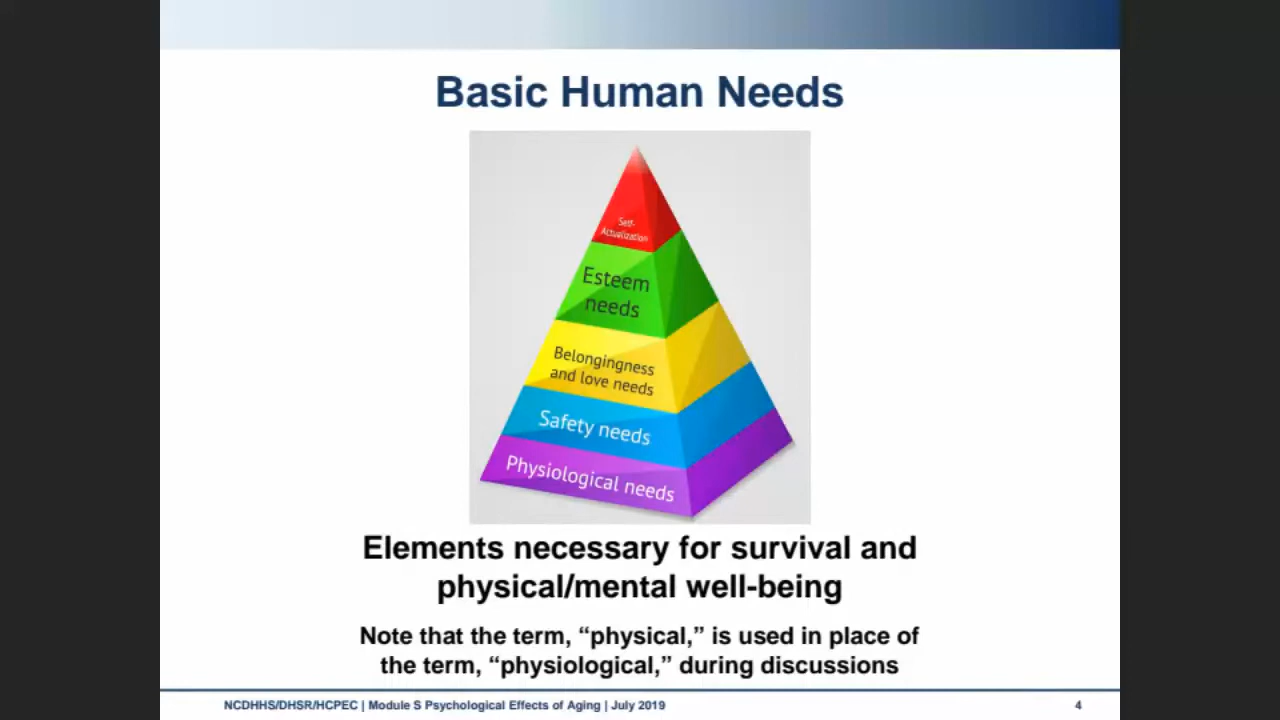 Basic Human Needs
Self-
Actualization
Esteem
needs
Belongingness
and love needs
Safety needs
Physiological needs
Elements necessary for survival and
physical/mental well-being
Note that the term, “physical,” is used in place of
the term, “physiological,” during discussions
NCDHHS/DHSR/HCPEC | Module S Psychological Effects of Aging | July 2019
4